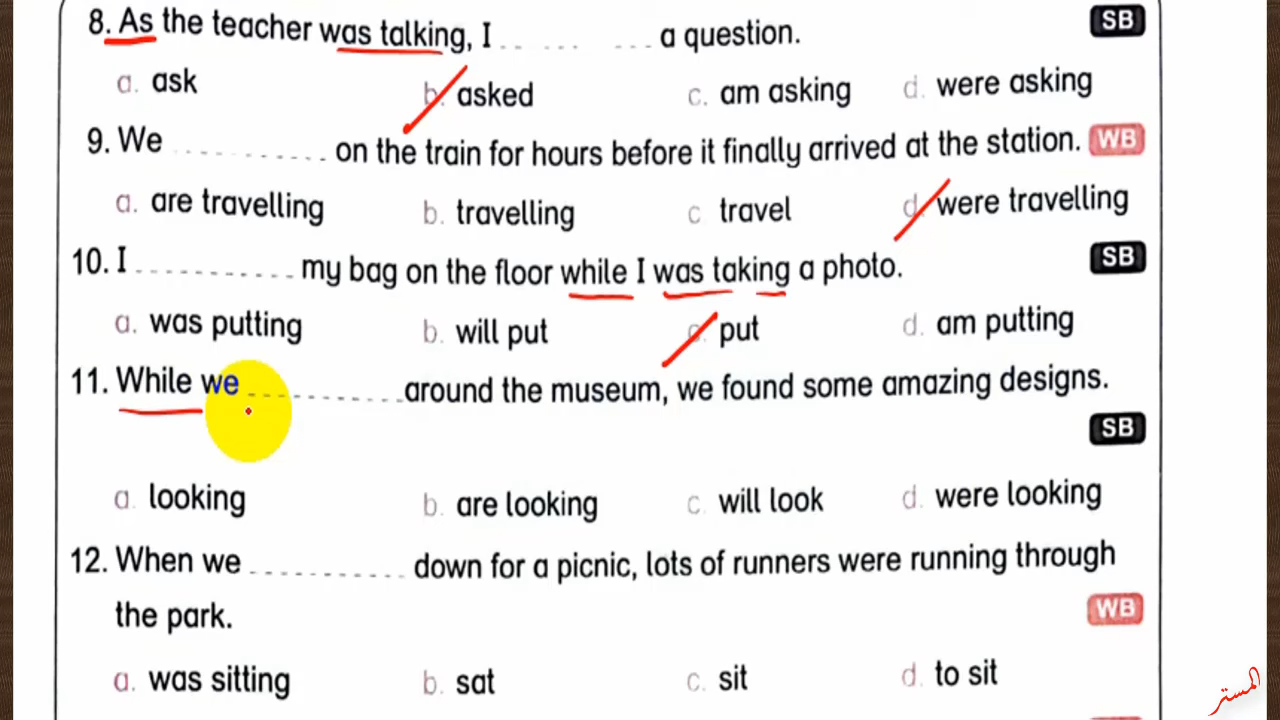 8. As the teacher was talking, I .. ... ... a question. SB
a. ask b. asked c. am asking d. were asking
9. We ........... on the train for hours before it finally arrived at the station. WB
a. are travelling b. travelling c travel d. were travelling
10. I ........... my bag on the floor while I was taking a photo. SB
a. was putting b. will put c. put d. am putting
11. While we ........... around the museum, we found some amazing designs.
SB
a. looking b. are looking c. will look d. were looking
12. When we ........... down for a picnic, lots of runners were running through
the park. WB
a. was sitting b. sat c. sit d. to sit
المستر